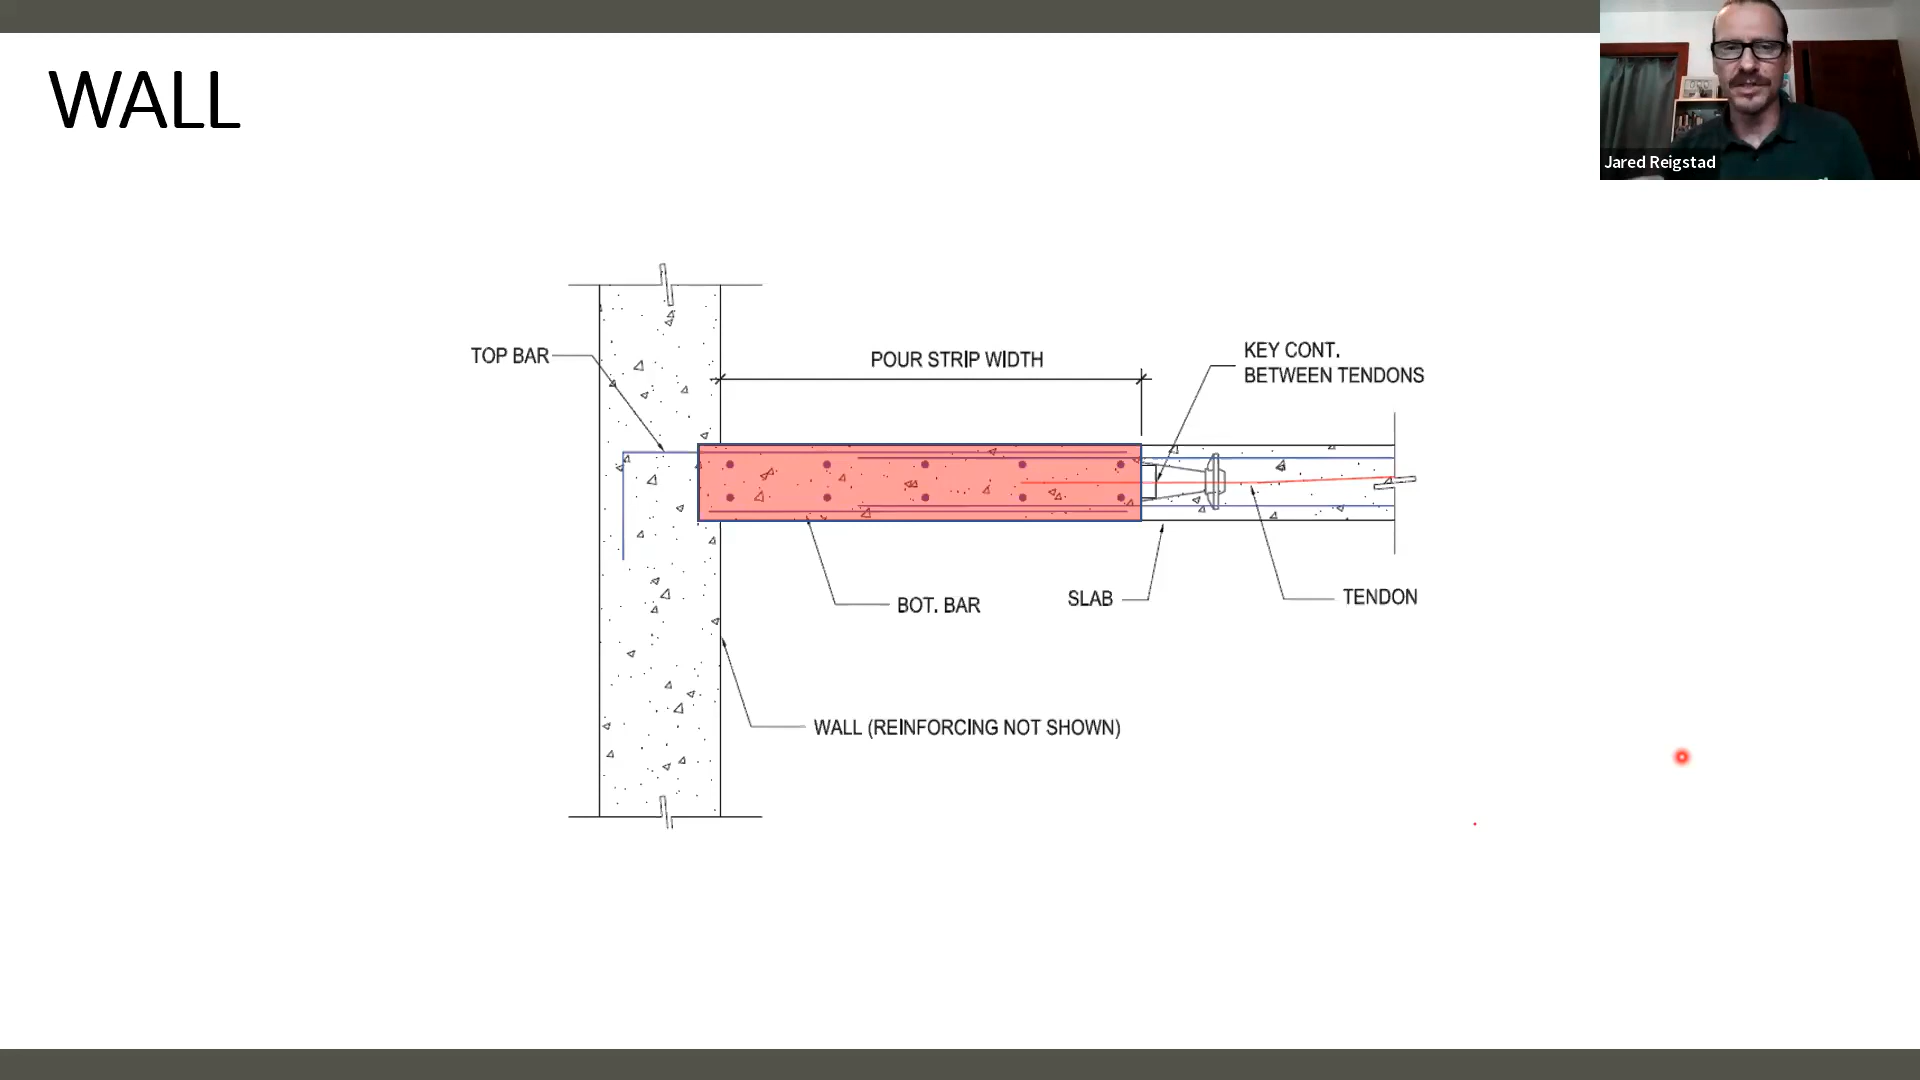 WALL
Jared Reigstad
TOP BAR
POUR STRIP WIDTH
KEY CONT.
BETWEEN TENDONS
BOT. BAR
SLAB
TENDON
WALL (REINFORCING NOT SHOWN)